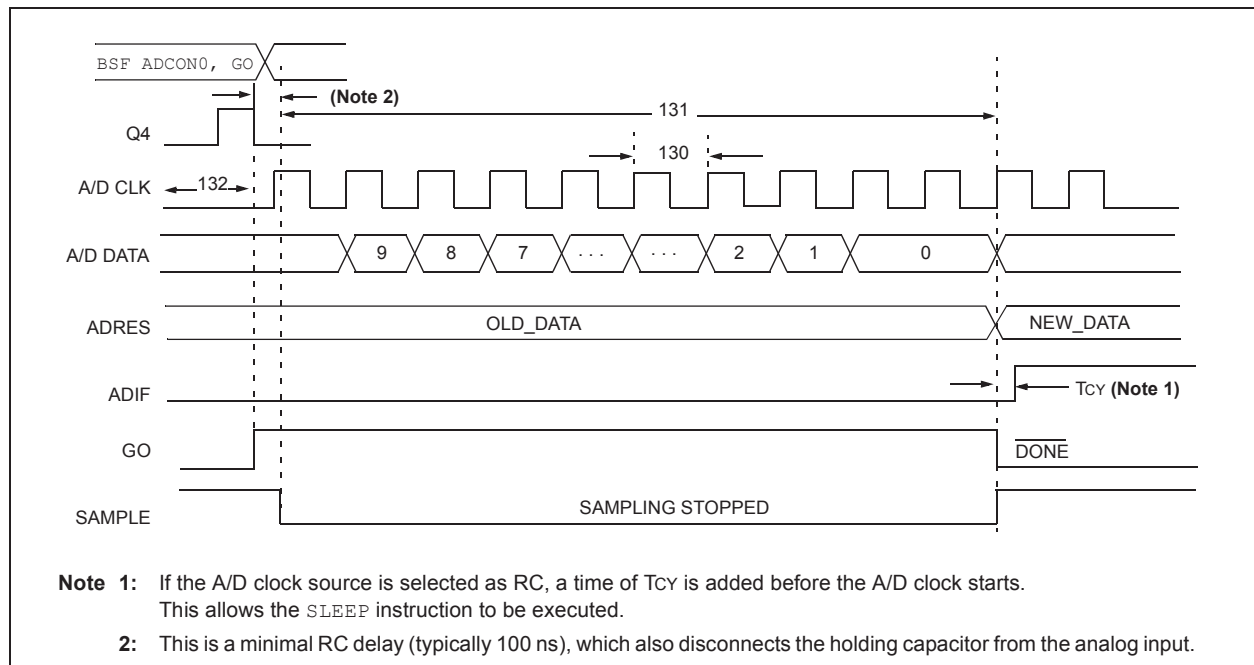 BSF ADCON0, GO
(Note 2)
131
Q4
130
A/D CLK
132
A/D DATA
9 8 7 . . . . . . 2 1 0
ADRES
OLD_DATA
NEW_DATA
ADIF
TCY (Note 1)
GO
DONE
SAMPLE
SAMPLING STOPPED
Note 1: If the A/D clock source is selected as RC, a time of TCY is added before the A/D clock starts.
This allows the SLEEP instruction to be executed.
2: This is a minimal RC delay (typically 100 ns), which also disconnects the holding capacitor from the analog input.